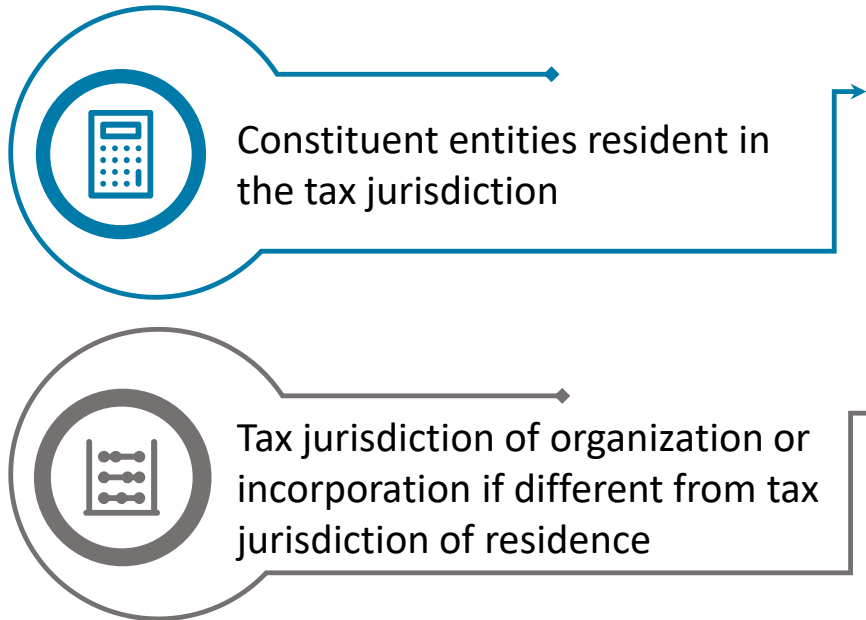 Constituent entities resident in
the tax jurisdiction
Tax jurisdiction of organization or
incorporation if different from tax
jurisdiction of residence